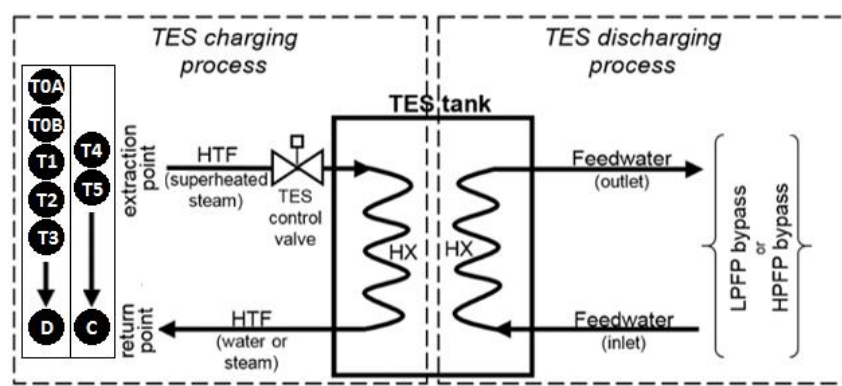 TES charging
process
TES discharging
process
TES tank
T0A
T0B
T1
T2
T3
D
T4
T5
C
extraction
point
return
point
HTF
(superheated
steam)
TES
control
valve
HX
HX
HTF
(water or
steam)
Feedwater
(outlet)
Feedwater
(inlet)
LPFP bypass
or
HPFP bypass